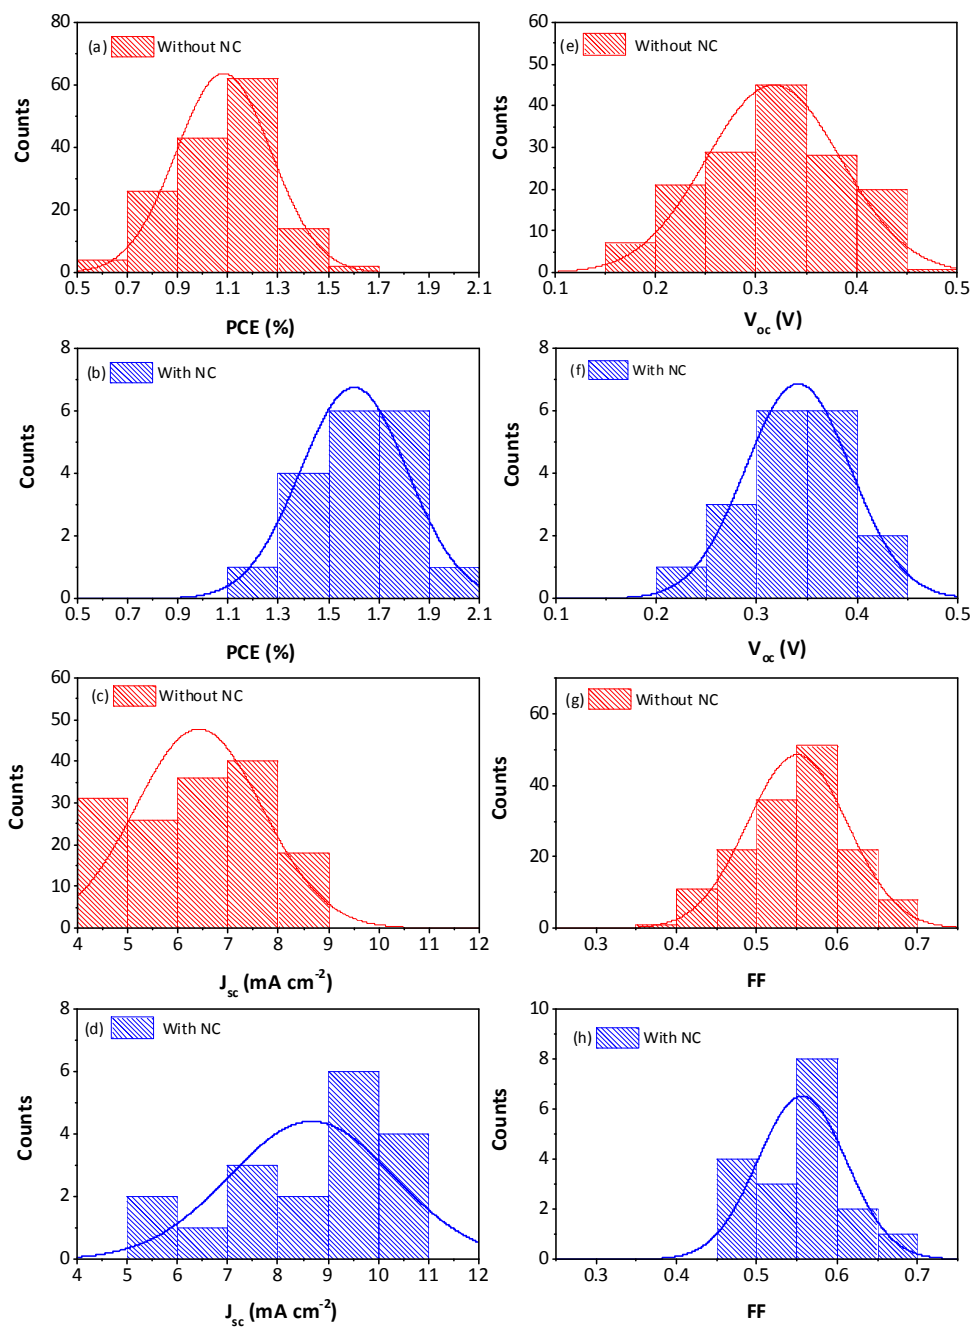 (a) Without NC
Counts
80
60
40
20
0
0.5 0.7 0.9 1.1 1.3 1.5 1.7 1.9 2.1
PCE (%)
(e) Without NC
Counts
60
50
40
30
20
10
0
0.1 0.2 0.3 0.4 0.5
V_oc (V)
(b) With NC
Counts
8
6
4
2
0
0.5 0.7 0.9 1.1 1.3 1.5 1.7 1.9 2.1
PCE (%)
(f) With NC
Counts
8
6
4
2
0
0.1 0.2 0.3 0.4 0.5
V_oc (V)
(c) Without NC
Counts
60
50
40
30
20
10
0
4 5 6 7 8 9 10 11 12
J_sc (mA cm⁻²)
(g) Without NC
Counts
60
40
20
0
0.3 0.4 0.5 0.6 0.7
FF
(d) With NC
Counts
8
6
4
2
0
4 5 6 7 8 9 10 11 12
J_sc (mA cm⁻²)
(h) With NC
Counts
10
8
6
4
2
0
0.3 0.4 0.5 0.6 0.7
FF